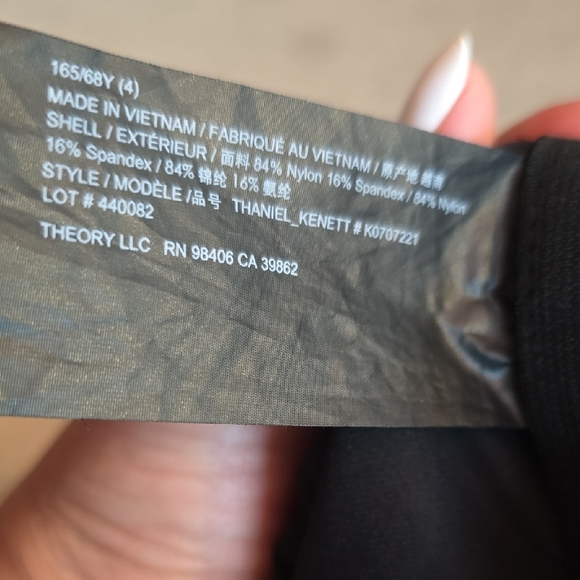 165/68Y (4)
MADE IN VIETNAM / FABRIQUÉ AU VIETNAM / 原产地 越南
SHELL / EXTÉRIEUR / 面料 84% Nylon 16% Spandex / 84% Nylon
16% Spandex / 84% 锦纶 16% 氨纶
STYLE / MODÈLE /品号 THANIEL_KENETT # K0707221
LOT # 440082
THEORY LLC RN 98406 CA 39862